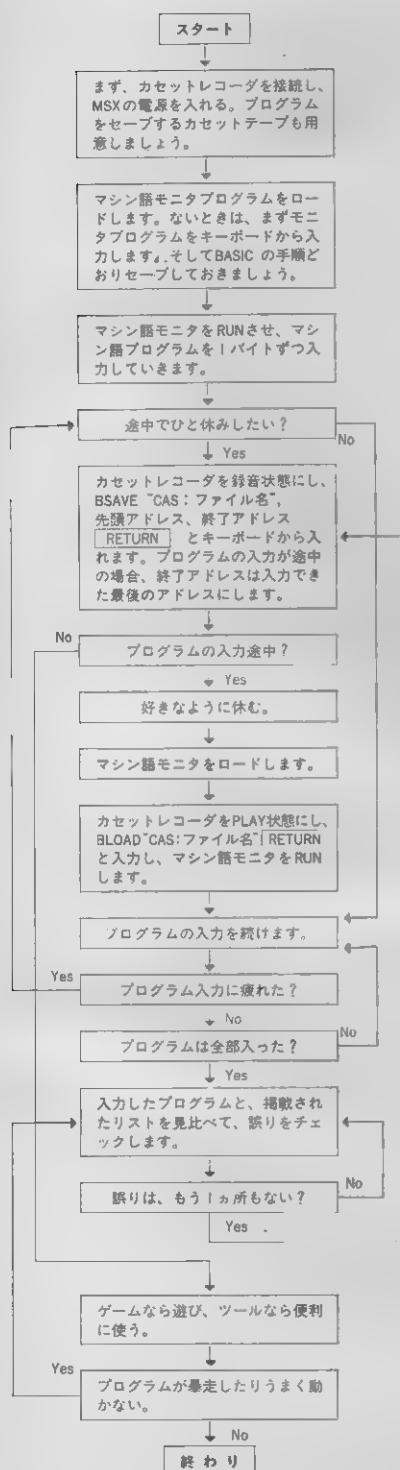 スタート
まず、カセットレコーダを接続し、
MSXの電源を入れる。プログラム
をセーブするカセットテープも用
意しましょう。
マシン語モニタプログラムをロー
ドします。ないときは、まずモニ
タプログラムをキーボードから入
力します。そしてBASIC の手順ど
おりセーブしておきましょう。
マシン語モニタをRUNさせ、マシ
ン語プログラムを1バイトずつ入
力していきます。
途中でひと休みしたい?
No
Yes
カセットレコーダを録音状態にし、
BSAVE "CAS:ファイル名",
先頭アドレス、終了アドレス
RETURN とキーボードから入
れます。プログラムの入力が途中
の場合、終了アドレスは入力でき
た最後のアドレスにします。
No
プログラムの入力途中?
Yes
好きなように休む。
マシン語モニタをロードします。
カセットレコーダをPLAY状態にし、
BLOAD"CAS:ファイル名" RETURN
と入力し、マシン語モニタをRUN
します。
プログラムの入力を続けます。
Yes
プログラム入力に疲れた?
No
プログラムは全部入った?
No
Yes
入力したプログラムと、掲載され
たリストを見比べて、誤りをチェ
ックします。
誤りは、もう1ヵ所もない?
No
Yes
ゲームなら遊び、ツールなら便利
に使う。
Yes
プログラムが暴走したりうまく動
かない。
No
終わり